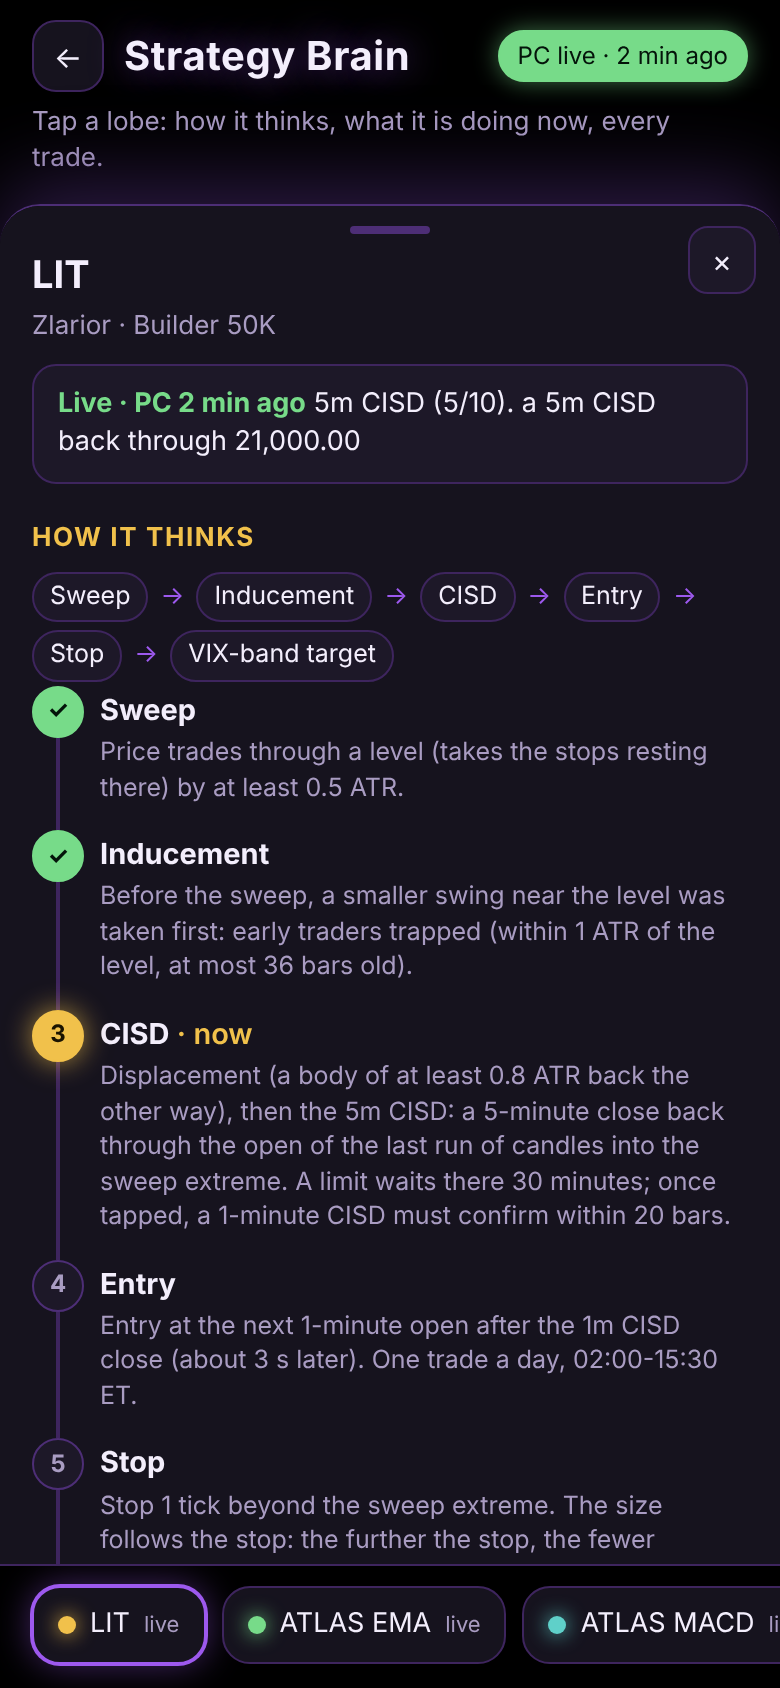 ← Strategy Brain PC live · 2 min ago
Tap a lobe: how it thinks, what it is doing now, every
trade.
LIT ×
Zlarior · Builder 50K
Live · PC 2 min ago 5m CISD (5/10). a 5m CISD
back through 21,000.00
HOW IT THINKS
Sweep → Inducement → CISD → Entry →
Stop → VIX-band target
✓ Sweep
Price trades through a level (takes the stops resting
there) by at least 0.5 ATR.
✓ Inducement
Before the sweep, a smaller swing near the level was
taken first: early traders trapped (within 1 ATR of the
level, at most 36 bars old).
3 CISD · now
Displacement (a body of at least 0.8 ATR back the
other way), then the 5m CISD: a 5-minute close back
through the open of the last run of candles into the
sweep extreme. A limit waits there 30 minutes; once
tapped, a 1-minute CISD must confirm within 20 bars.
4 Entry
Entry at the next 1-minute open after the 1m CISD
close (about 3 s later). One trade a day, 02:00-15:30
ET.
5 Stop
Stop 1 tick beyond the sweep extreme. The size
follows the stop: the further the stop, the fewer
LIT live ATLAS EMA live ATLAS MACD li